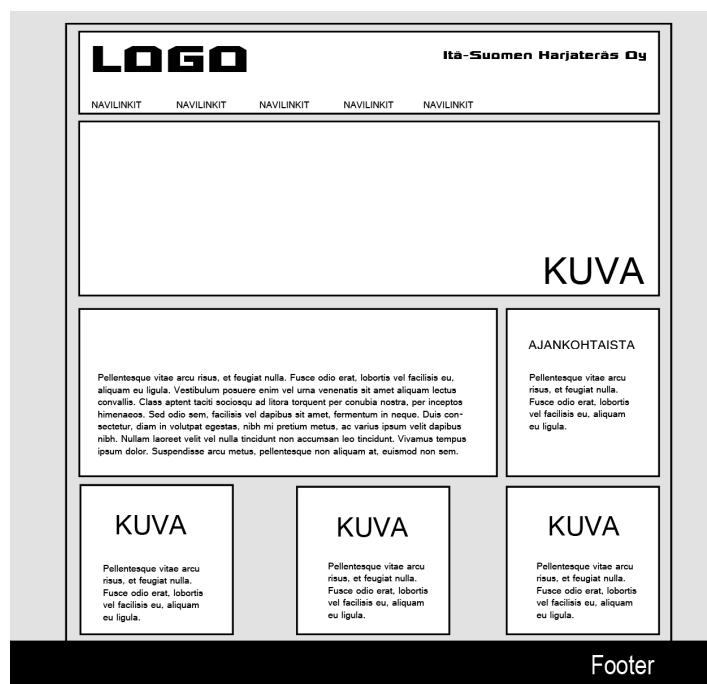 LOGO
Itä-Suomen Harjateräs Oy
NAVILINKIT NAVILINKIT NAVILINKIT NAVILINKIT NAVILINKIT
KUVA
Pellentesque vitae arcu risus, et feugiat nulla. Fusce odio erat, lobortis vel facilisis eu,
aliquam eu ligula. Vestibulum posuere enim vel urna venenatis sit amet aliquam lectus
convallis. Class aptent taciti sociosqu ad litora torquent per conubia nostra, per inceptos
himenaeos. Sed odio sem, facilisis vel dapibus sit amet, fermentum in neque. Duis con-
sectetur, diam in volutpat egestas, nibh mi pretium metus, ac varius ipsum velit dapibus
nibh. Nullam laoreet velit vel nulla tincidunt non accumsan leo tincidunt. Vivamus tempus
ipsum dolor. Suspendisse arcu metus, pellentesque non aliquam at, euismod non sem.
AJANKOHTAISTA
Pellentesque vitae arcu
risus, et feugiat nulla.
Fusce odio erat, lobortis
vel facilisis eu, aliquam
eu ligula.
KUVA
Pellentesque vitae arcu
risus, et feugiat nulla.
Fusce odio erat, lobortis
vel facilisis eu, aliquam
eu ligula.
KUVA
Pellentesque vitae arcu
risus, et feugiat nulla.
Fusce odio erat, lobortis
vel facilisis eu, aliquam
eu ligula.
KUVA
Pellentesque vitae arcu
risus, et feugiat nulla.
Fusce odio erat, lobortis
vel facilisis eu, aliquam
eu ligula.
Footer